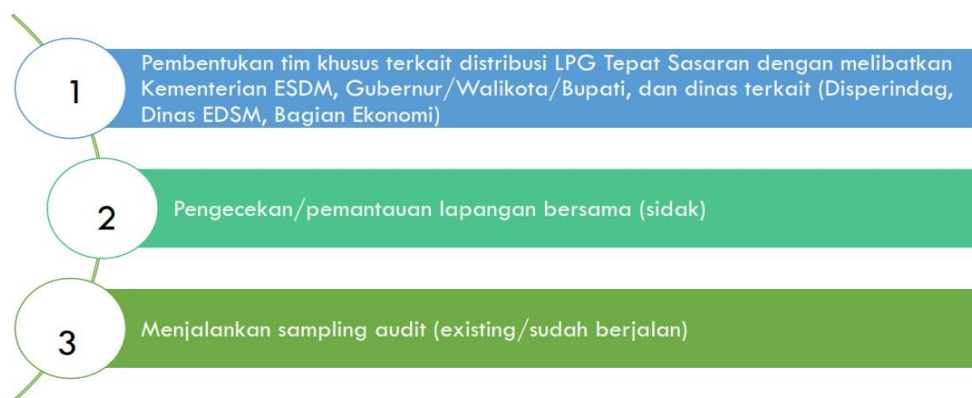 1
Pembentukan tim khusus terkait distribusi LPG Tepat Sasaran dengan melibatkan
Kementerian ESDM, Gubernur/Walikota/Bupati, dan dinas terkait (Disperindag,
Dinas EDSM, Bagian Ekonomi)
2
Pengecekan/pemantauan lapangan bersama (sidak)
3
Menjalankan sampling audit (existing/sudah berjalan)